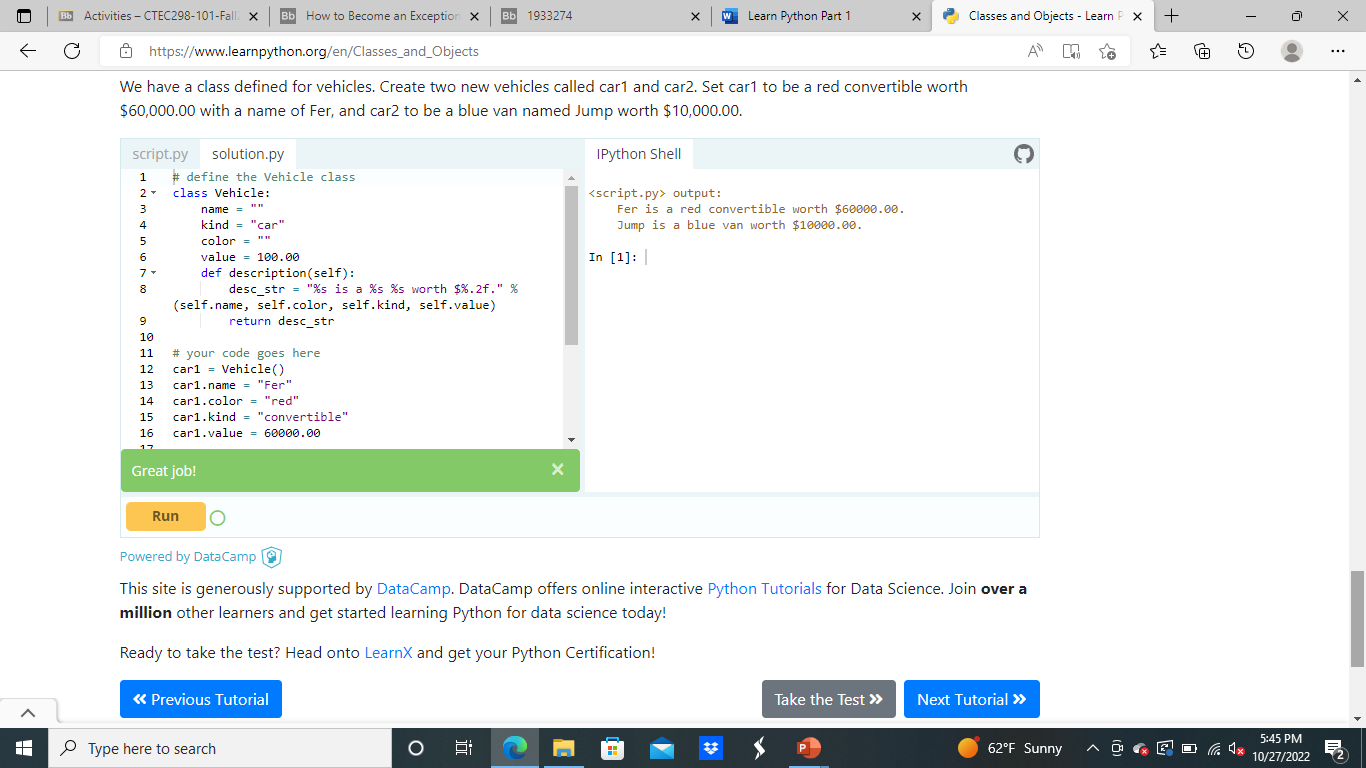 Activities – CTEC298-101-Fall
How to Become an Exception
1933274
Learn Python Part 1
Classes and Objects - Learn P
https://www.learnpython.org/en/Classes_and_Objects
We have a class defined for vehicles. Create two new vehicles called car1 and car2. Set car1 to be a red convertible worth
$60,000.00 with a name of Fer, and car2 to be a blue van named Jump worth $10,000.00.
script.py solution.py
1 # define the Vehicle class
2 class Vehicle:
3 name = ""
4 kind = "car"
5 color = ""
6 value = 100.00
7 def description(self):
8 desc_str = "%s is a %s %s worth $%.2f." %
(self.name, self.color, self.kind, self.value)
9 return desc_str
10
11 # your code goes here
12 car1 = Vehicle()
13 car1.name = "Fer"
14 car1.color = "red"
15 car1.kind = "convertible"
16 car1.value = 60000.00
17
Great job!
Run
IPython Shell
<script.py> output:
Fer is a red convertible worth $60000.00.
Jump is a blue van worth $10000.00.
In [1]:
Powered by DataCamp
This site is generously supported by DataCamp. DataCamp offers online interactive Python Tutorials for Data Science. Join over a
million other learners and get started learning Python for data science today!
Ready to take the test? Head onto LearnX and get your Python Certification!
Previous Tutorial
Take the Test
Next Tutorial
Type here to search
62°F Sunny
5:45 PM
10/27/2022
2